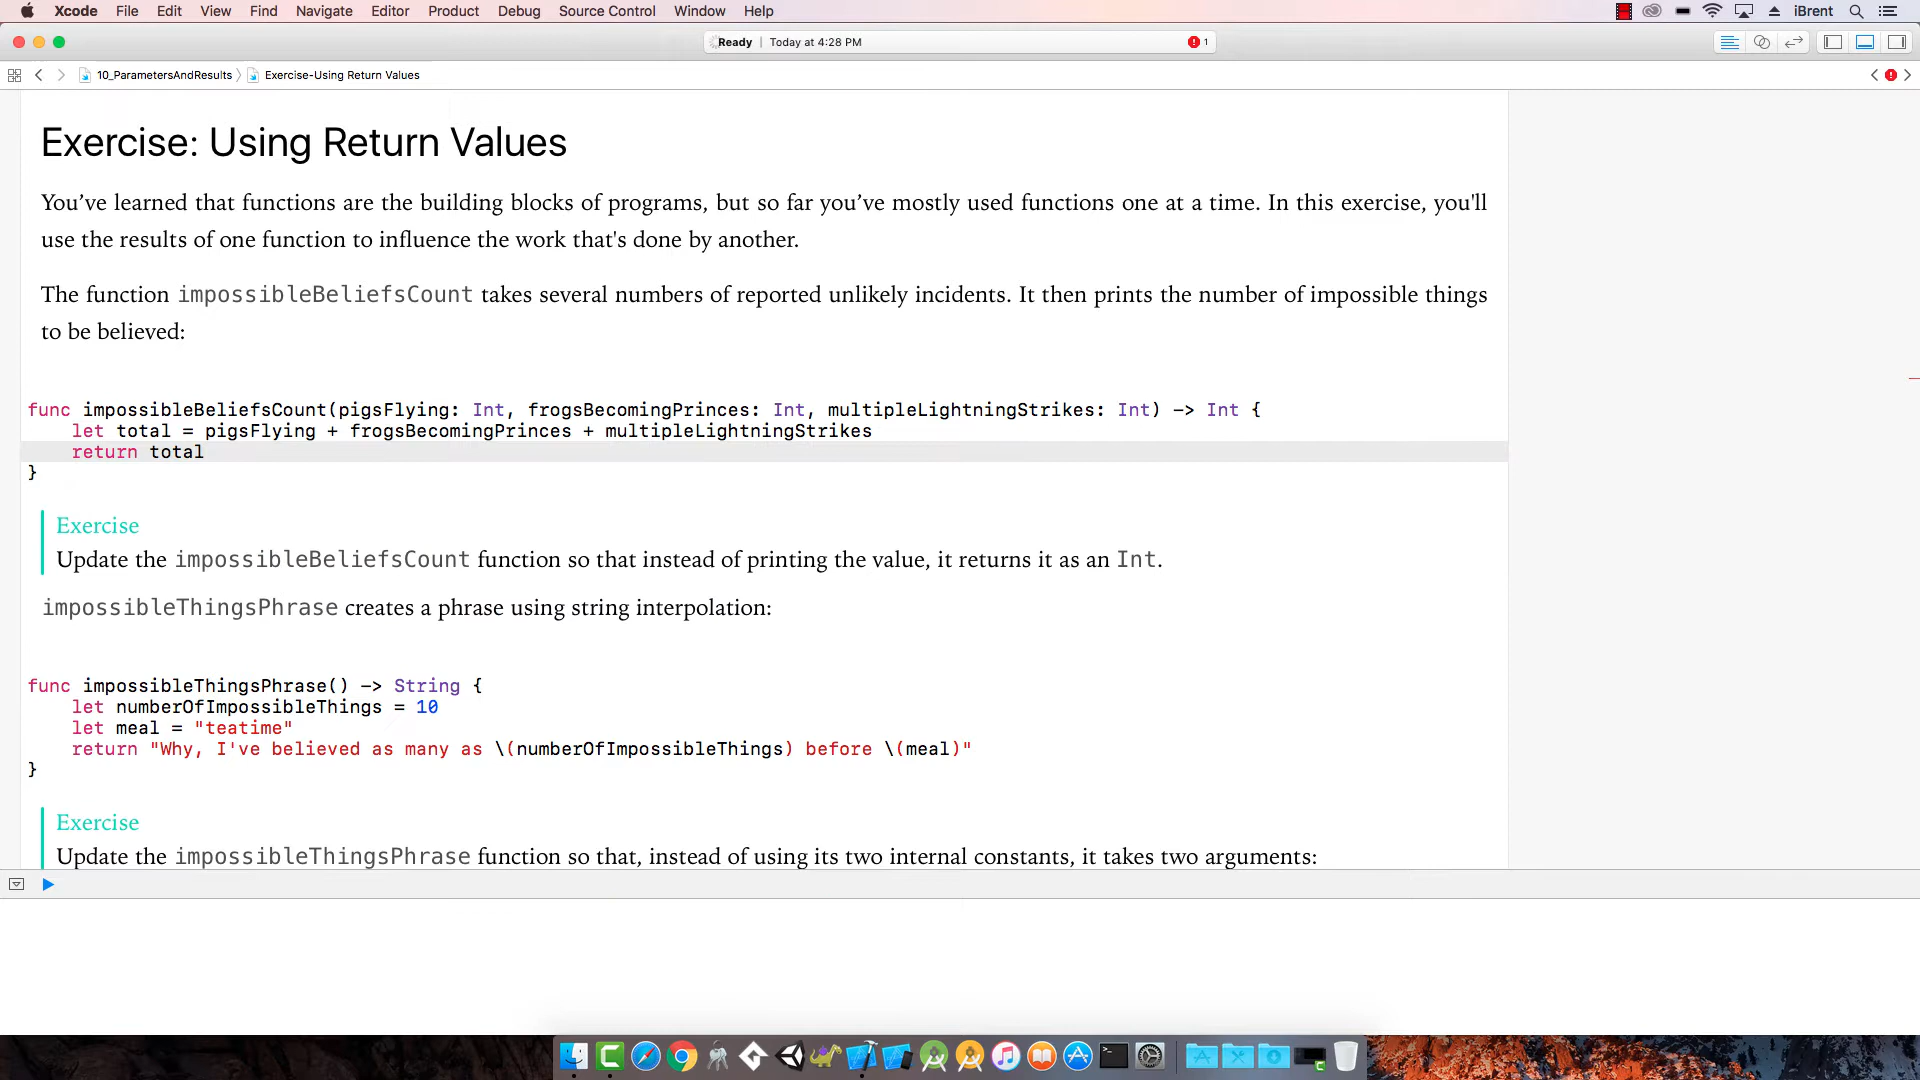 Xcode File Edit View Find Navigate Editor Product Debug Source Control Window Help iBrent
Ready | Today at 4:28 PM 1
10_ParametersAndResults Exercise-Using Return Values
Exercise: Using Return Values
You’ve learned that functions are the building blocks of programs, but so far you’ve mostly used functions one at a time. In this exercise, you'll
use the results of one function to influence the work that's done by another.
The function impossibleBeliefsCount takes several numbers of reported unlikely incidents. It then prints the number of impossible things
to be believed:
func impossibleBeliefsCount(pigsFlying: Int, frogsBecomingPrinces: Int, multipleLightningStrikes: Int) -> Int {
let total = pigsFlying + frogsBecomingPrinces + multipleLightningStrikes
return total
}
Exercise
Update the impossibleBeliefsCount function so that instead of printing the value, it returns it as an Int.
impossibleThingsPhrase creates a phrase using string interpolation:
func impossibleThingsPhrase() -> String {
let numberOfImpossibleThings = 10
let meal = "teatime"
return "Why, I've believed as many as \(numberOfImpossibleThings) before \(meal)"
}
Exercise
Update the impossibleThingsPhrase function so that, instead of using its two internal constants, it takes two arguments: